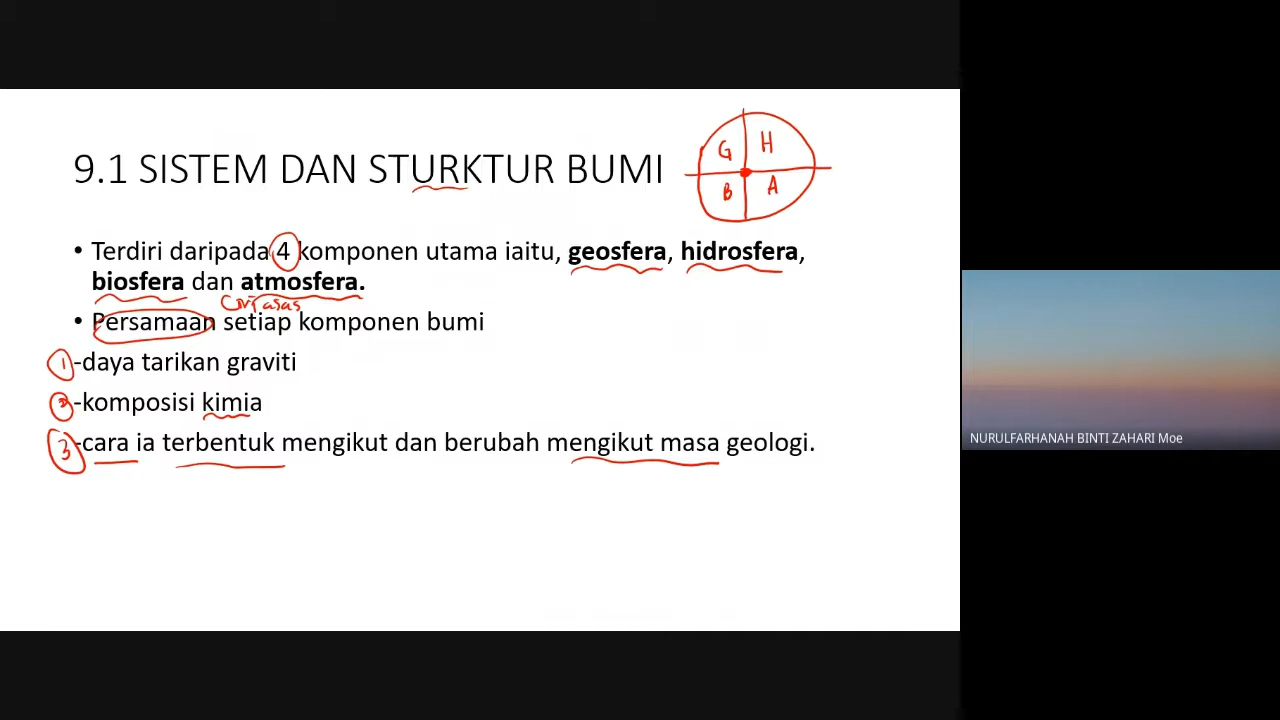 9.1 SISTEM DAN STURKTUR BUMI
G H
B A
• Terdiri daripada 4 komponen utama iaitu, geosfera, hidrosfera,
biosfera dan atmosfera.
asas
• Persamaan setiap komponen bumi
1 -daya tarikan graviti
2 -komposisi kimia
3 -cara ia terbentuk mengikut dan berubah mengikut masa geologi.
NURULFARHANAH BINTI ZAHARI Moe